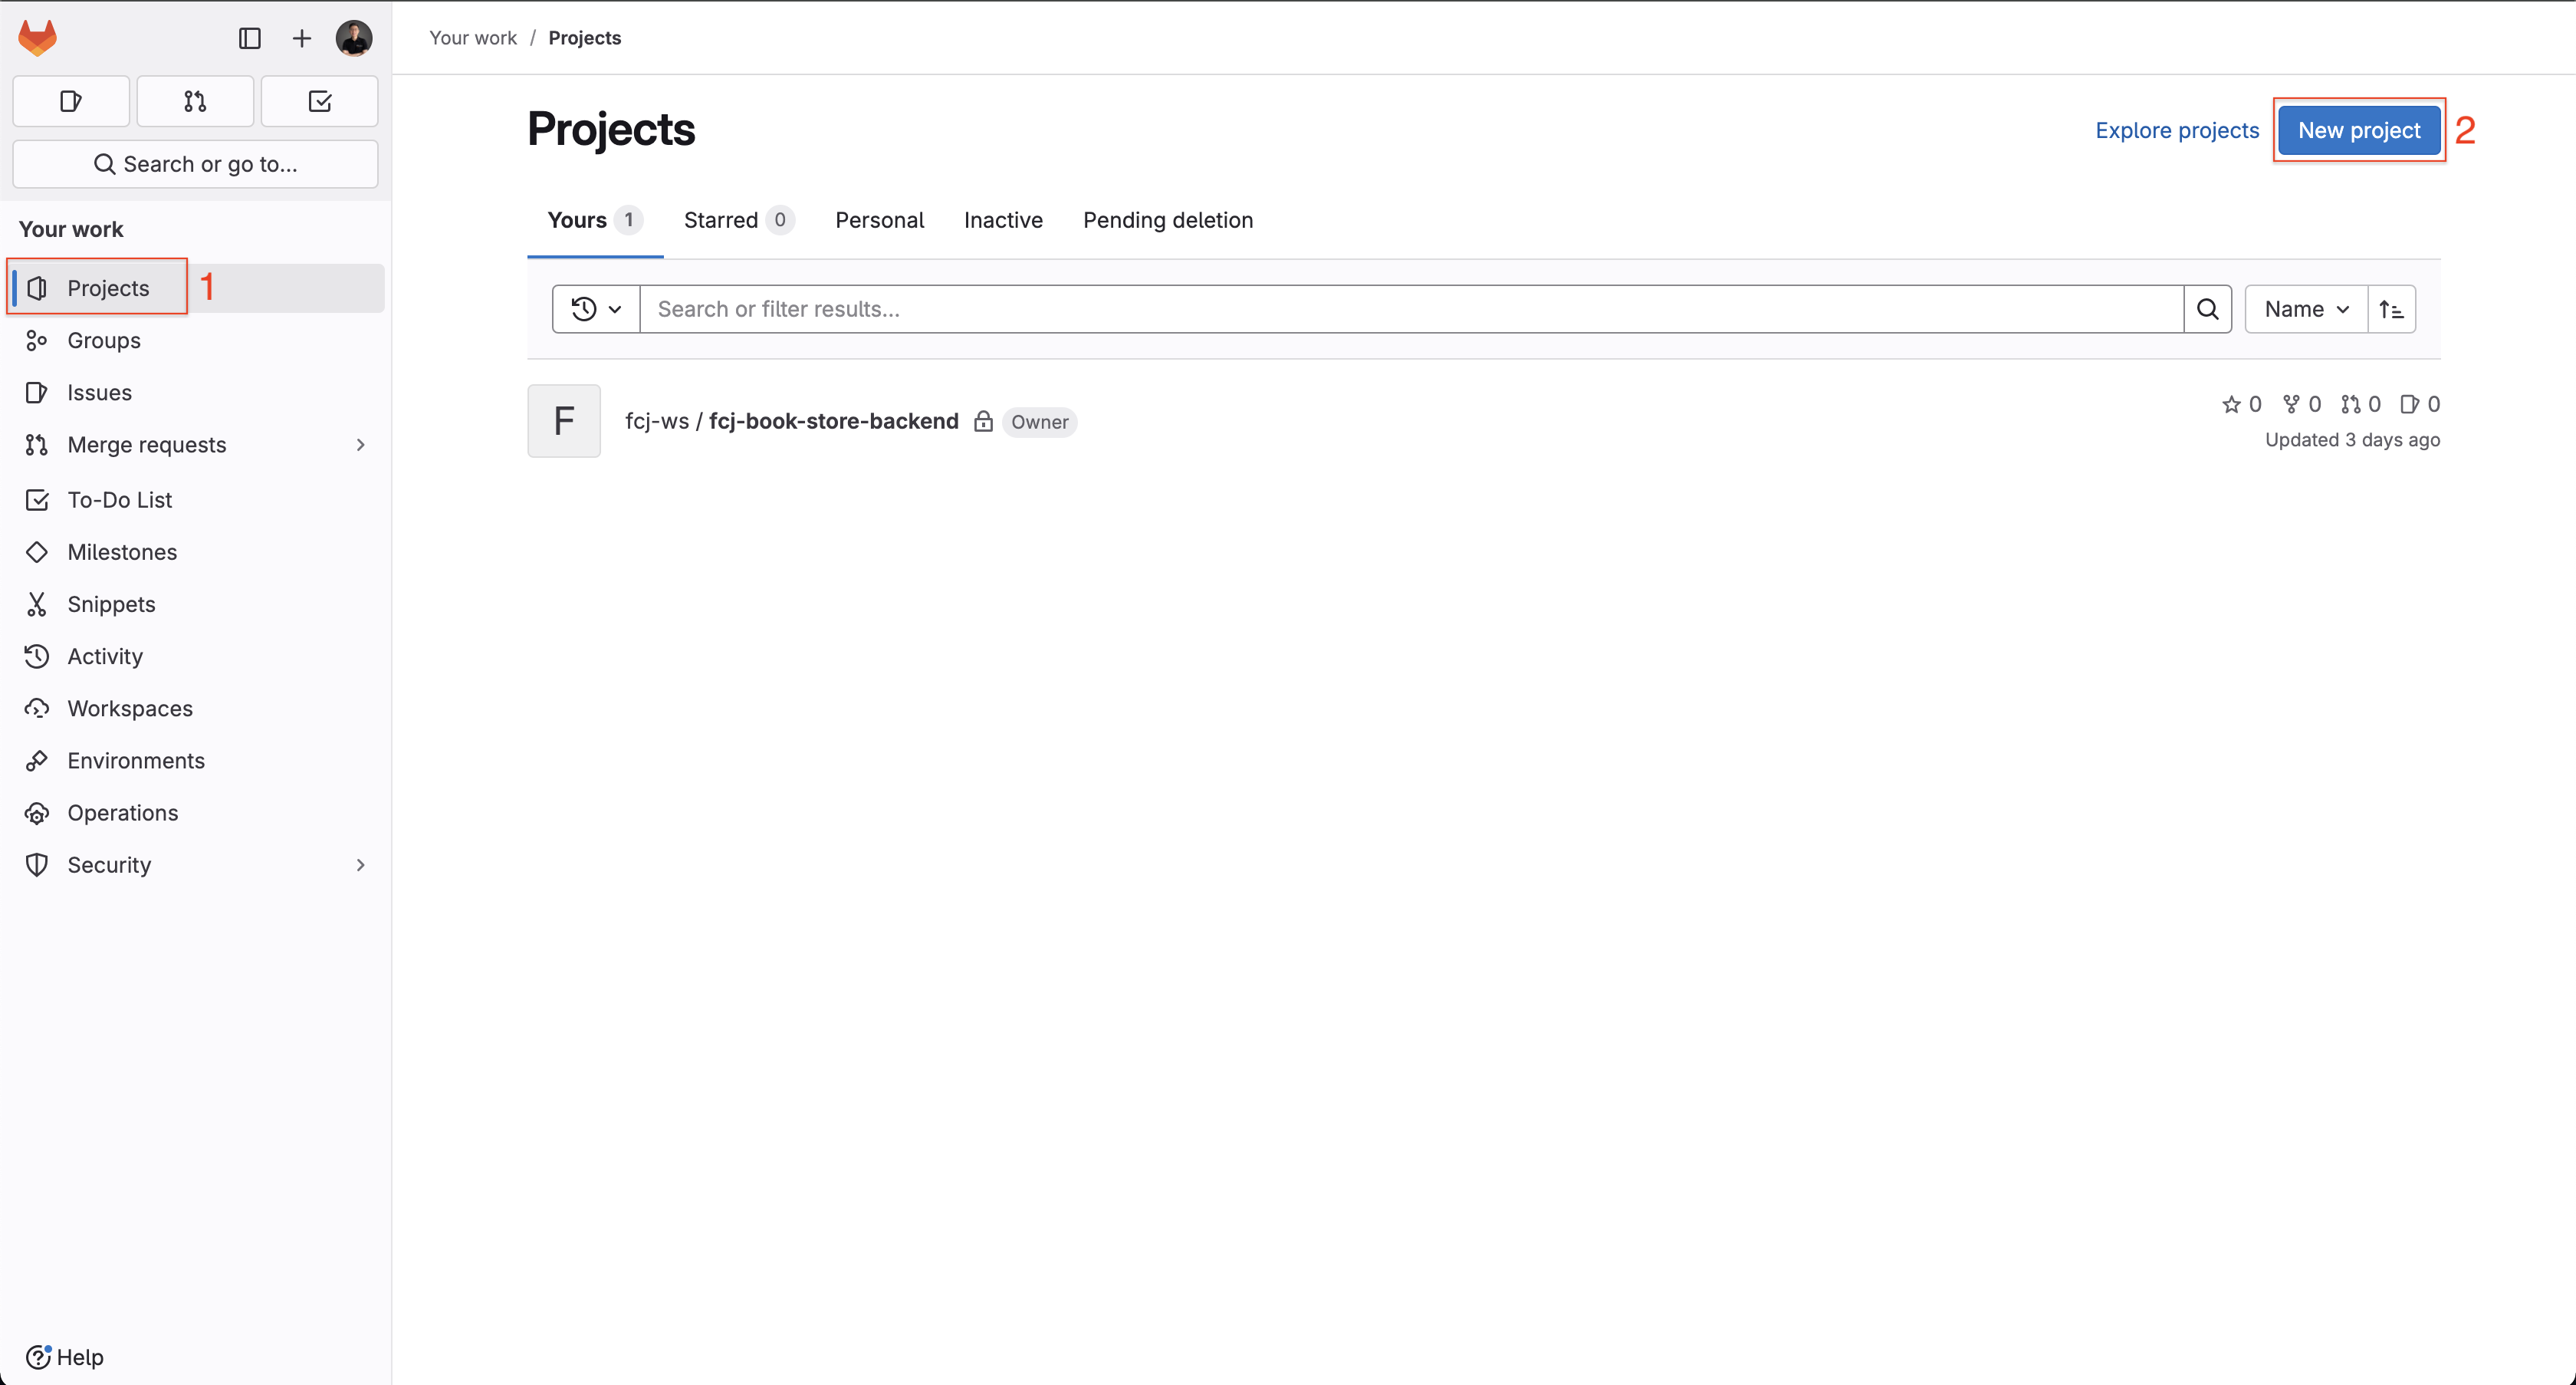 Your work / Projects
Search or go to...
Your work
Projects 1
Groups
Issues
Merge requests
To-Do List
Milestones
Snippets
Activity
Workspaces
Environments
Operations
Security
Help
Projects
Explore projects New project 2
Yours 1 Starred 0 Personal Inactive Pending deletion
Search or filter results... Name
F fcj-ws / fcj-book-store-backend Owner 0 0 0 0
Updated 3 days ago